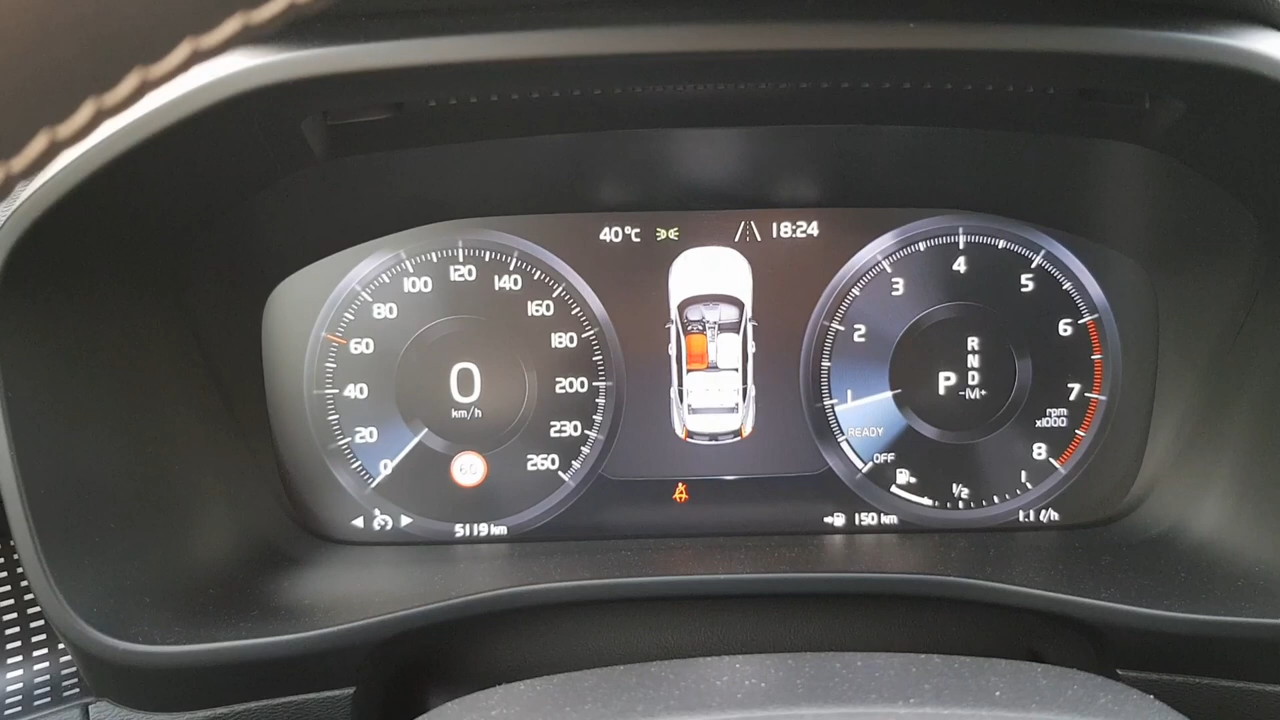 40°C 18:24
0 20 40 60 80 100 120 140 160 180 200 230 260
0
km/h
60
5119 km
1 2 3 4 5 6 7 8
R
N
P D
-M+
rpm
x1000
READY
OFF
1/2 1
150 km
1.1 ℓ/h